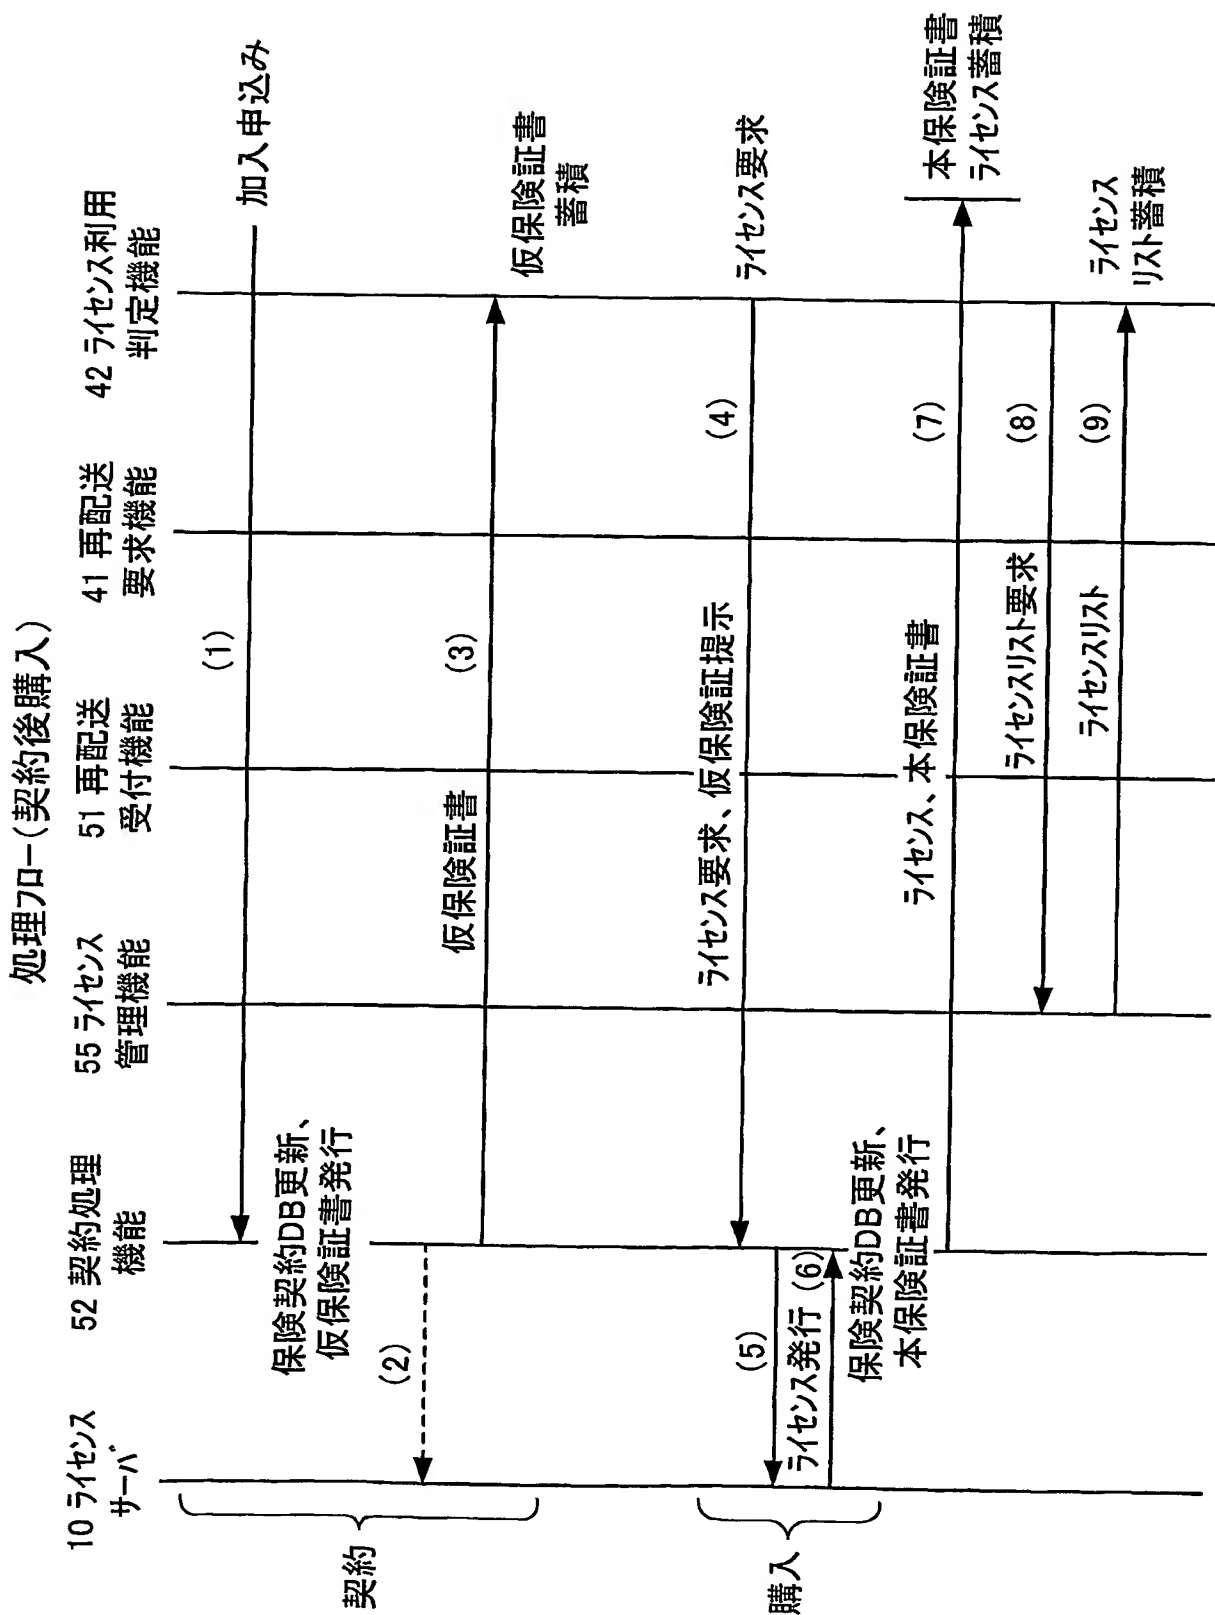 処理フロー(契約後購入)
10 ライセンス
サーバ
52 契約処理
機能
55 ライセンス
管理機能
51 再配送
受付機能
41 再配送
要求機能
42 ライセンス利用
判定機能
契約
(1)
加入申込み
保険契約DB更新、
仮保険証書発行
(2)
仮保険証書
(3)
仮保険証書
蓄積
購入
ライセンス要求、仮保険証提示
(4)
ライセンス要求
(5)
ライセンス発行 (6)
保険契約DB更新、
本保険証書発行
ライセンス、本保険証書
(7)
本保険証書
ライセンス蓄積
ライセンスリスト要求
(8)
ライセンスリスト
(9)
ライセンス
リスト蓄積